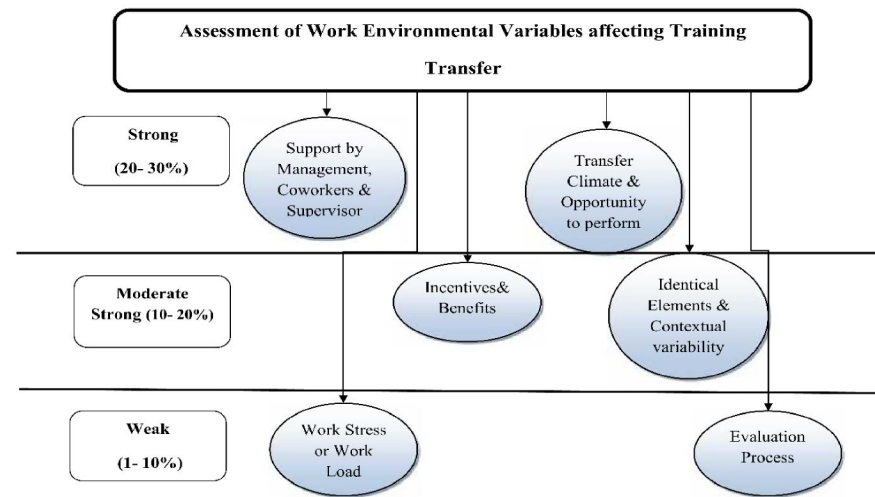 Assessment of Work Environmental Variables affecting Training
Transfer
Strong
(20- 30%)
Support by
Management,
Coworkers &
Supervisor
Transfer
Climate &
Opportunity
to perform
Moderate
Strong (10- 20%)
Incentives&
Benefits
Identical
Elements &
Contextual
variability
Weak
(1- 10%)
Work Stress
or Work
Load
Evaluation
Process